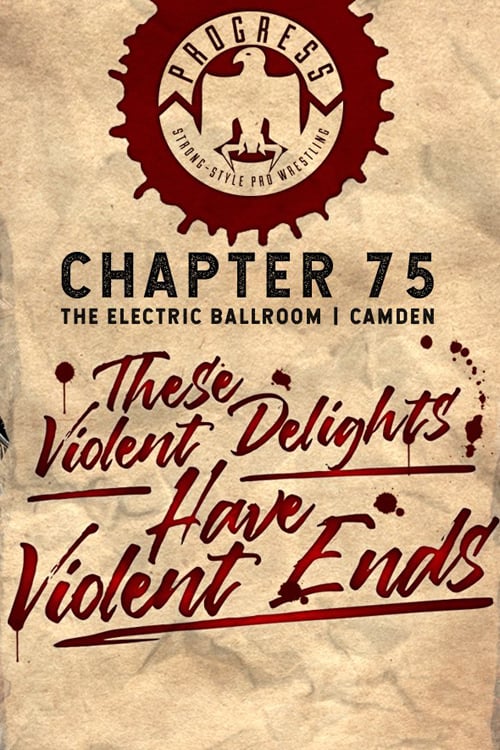 PROGRESS
STRONG-STYLE PRO WRESTLING
CHAPTER 75
THE ELECTRIC BALLROOM | CAMDEN
These
Violent Delights
Have
Violent Ends